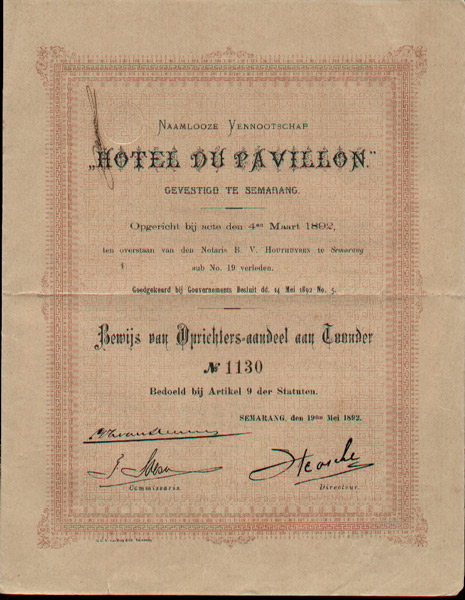 NAAMLOOZE VENNOOTSCHAP
„HOTEL DU PAVILLON.”
GEVESTIGD TE SEMARANG.
Opgericht bij acte den 4den Maart 1892,
ten overstaan van den Notaris B. V. HOUTHUYSEN te Semarang
sub No. 19 verleden.
Goedgekeurd bij Gouvernements Besluit dd. 14 Mei 1892 No. 5.
Bewijs van Oprichters-aandeel aan Toonder
№ 1130
Bedoeld bij Artikel 9 der Statuten.
SEMARANG, den 19den Mei 1892.
Commissaris.
Directeur.